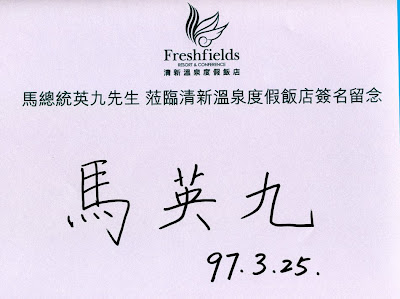 Freshfields
RESORT & CONFERENCE
清新溫泉度假飯店
馬總統英九先生 蒞臨清新溫泉度假飯店簽名留念
馬英九
97.3.25.